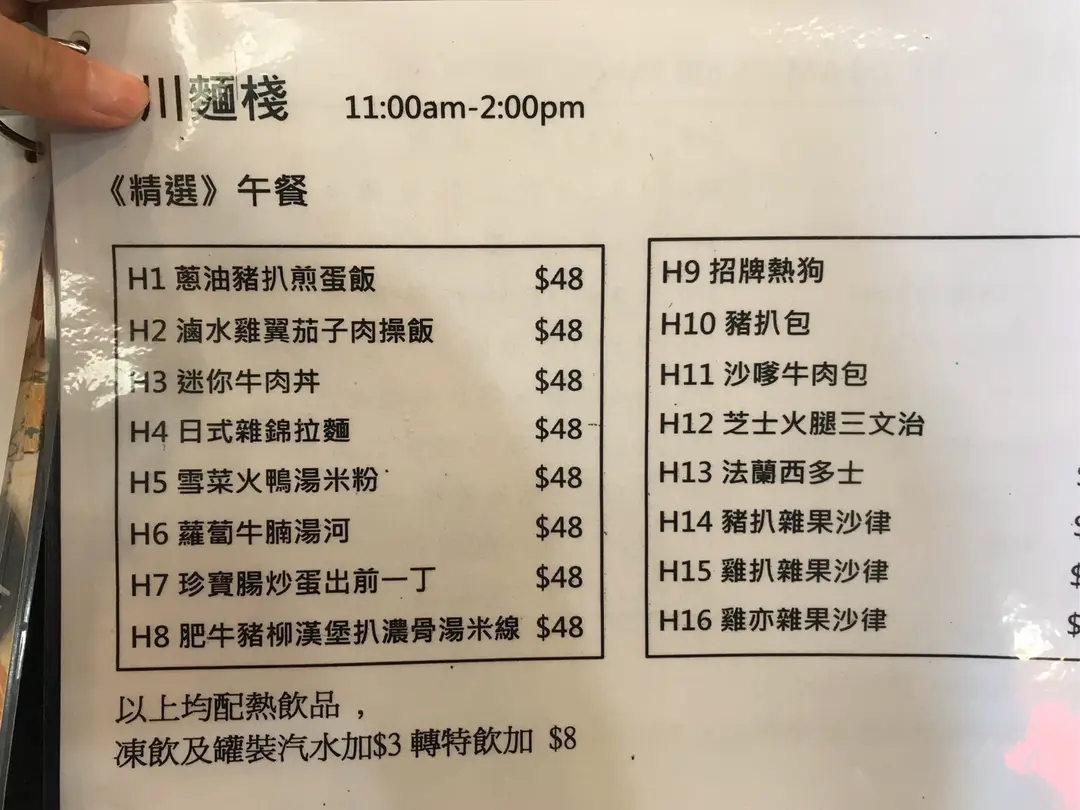 川麵棧 11:00am-2:00pm
《精選》午餐
H1 蔥油豬扒煎蛋飯 $48
H2 滷水雞翼茄子肉操飯 $48
H3 迷你牛肉丼 $48
H4 日式雜錦拉麵 $48
H5 雪菜火鴨湯米粉 $48
H6 蘿蔔牛腩湯河 $48
H7 珍寶腸炒蛋出前一丁 $48
H8 肥牛豬柳漢堡扒濃骨湯米線 $48
以上均配熱飲品，
凍飲及罐裝汽水加$3 轉特飲加 $8
H9 招牌熱狗
H10 豬扒包
H11 沙嗲牛肉包
H12 芝士火腿三文治
H13 法蘭西多士
H14 豬扒雜果沙律
H15 雞扒雜果沙律
H16 雞亦雜果沙律